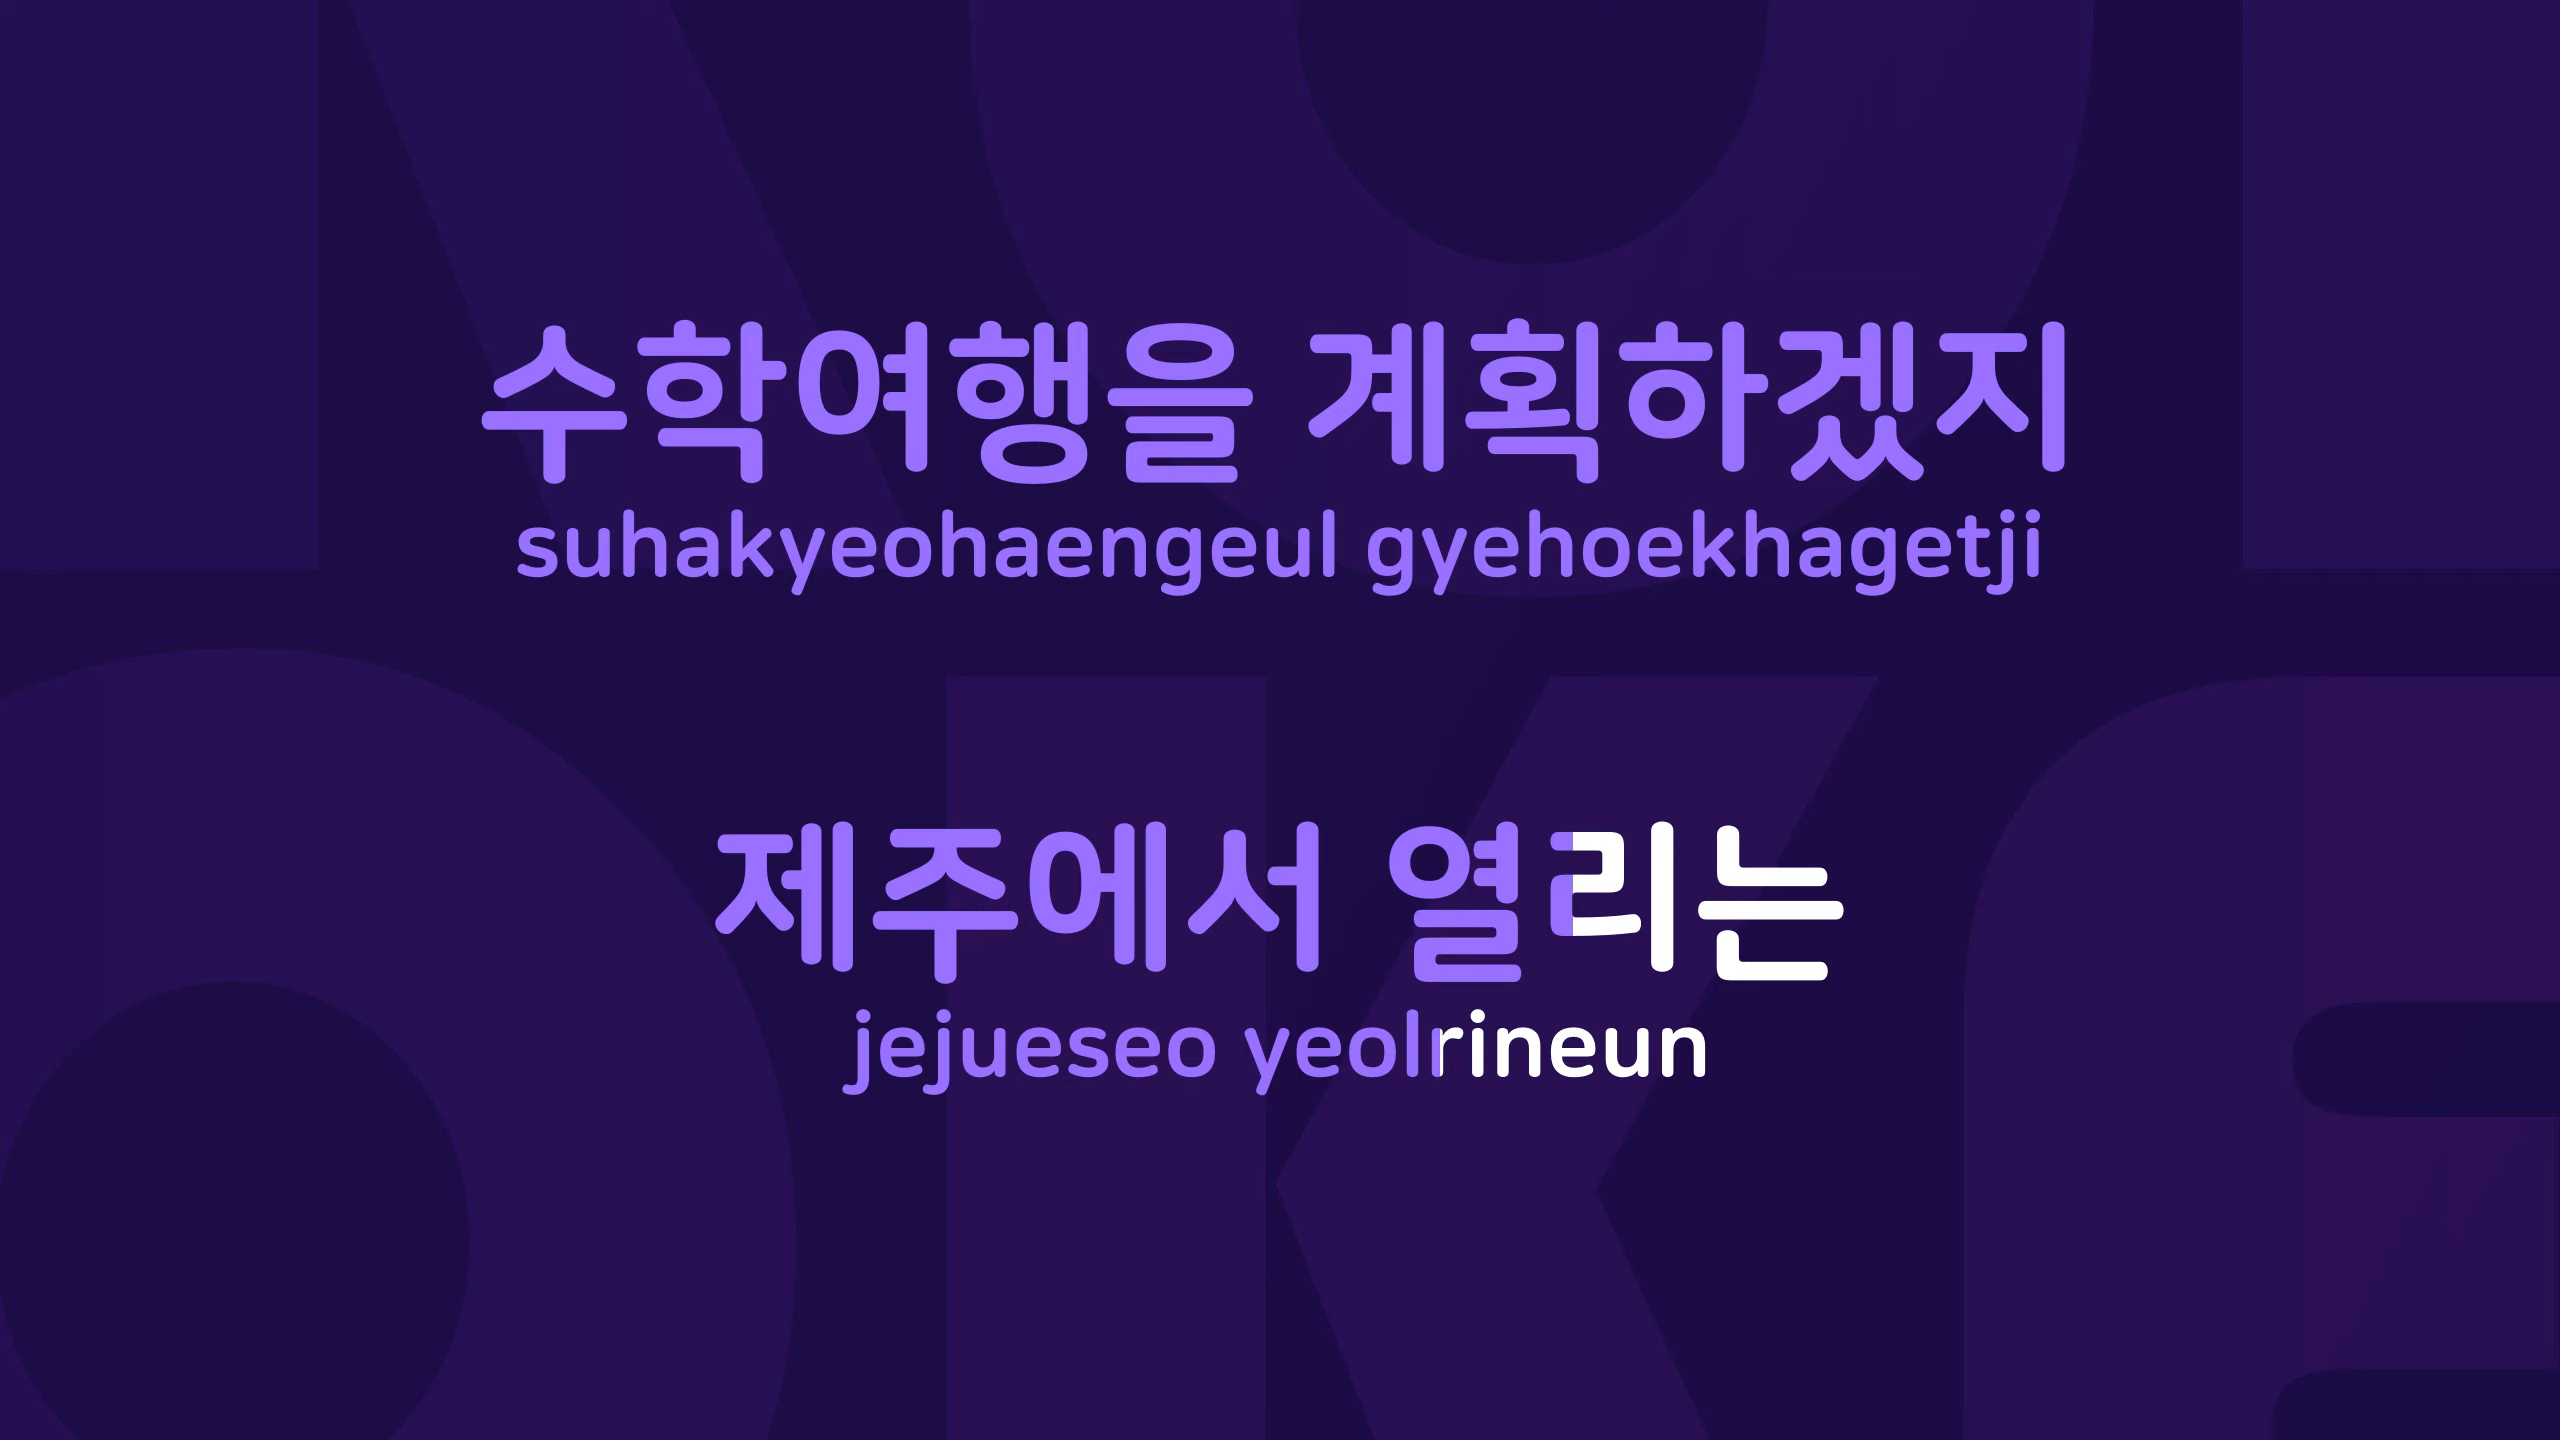 수학여행을 계획하겠지
suhakyeohaengeul gyehoekhagetji
제주에서 열리는
jejueseo yeolrineun